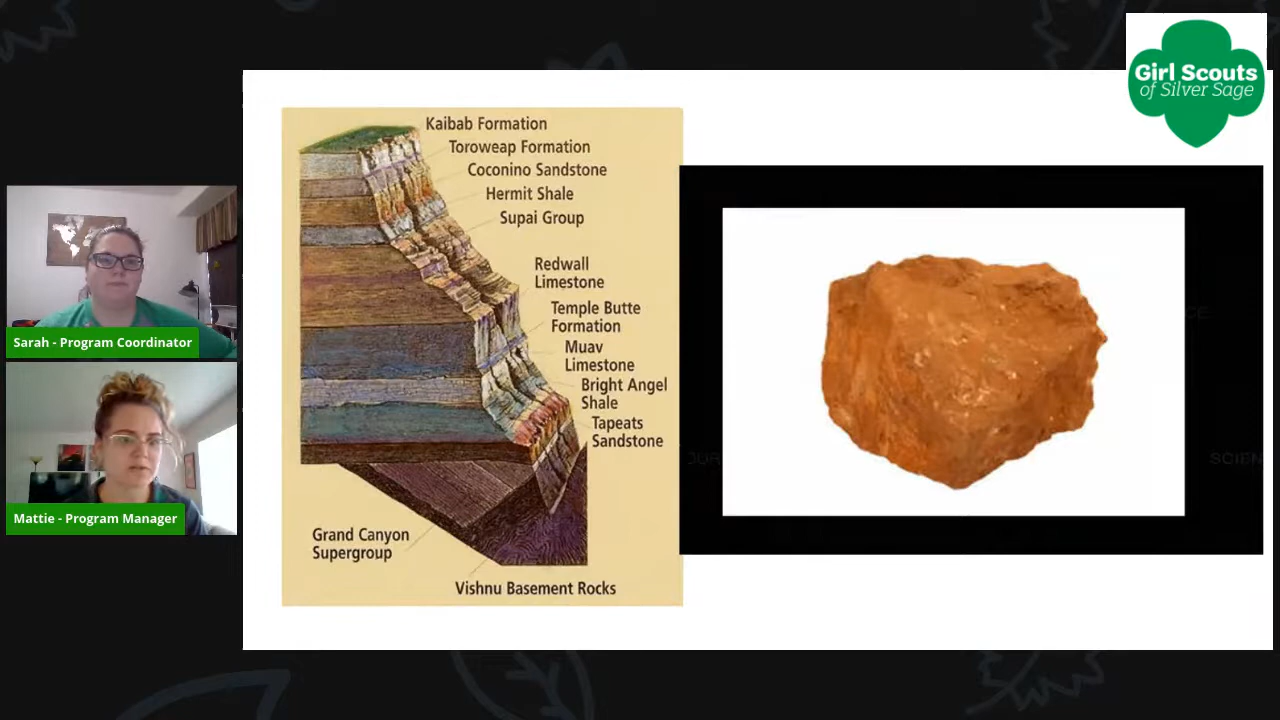 Girl Scouts
of Silver Sage
Kaibab Formation
Toroweap Formation
Coconino Sandstone
Hermit Shale
Supai Group
Redwall
Limestone
Temple Butte
Formation
Muav
Limestone
Bright Angel
Shale
Tapeats
Sandstone
Grand Canyon
Supergroup
Vishnu Basement Rocks
Sarah - Program Coordinator
Mattie - Program Manager